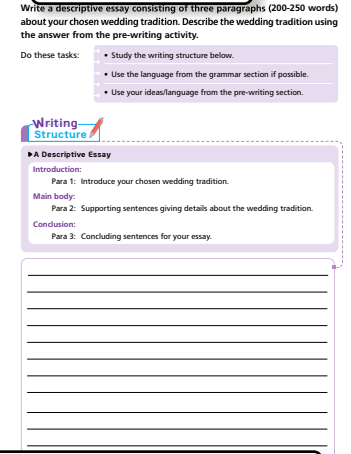 Write a descriptive essay consisting of three paragraphs (200-250 words)
about your chosen wedding tradition. Describe the wedding tradition using
the answer from the pre-writing activity.
Do these tasks:
• Study the writing structure below.
• Use the language from the grammar section if possible.
• Use your ideas/language from the pre-writing section.
Writing
Structure
A Descriptive Essay
Introduction:
Para 1: Introduce your chosen wedding tradition.
Main body:
Para 2: Supporting sentences giving details about the wedding tradition.
Conclusion:
Para 3: Concluding sentences for your essay.